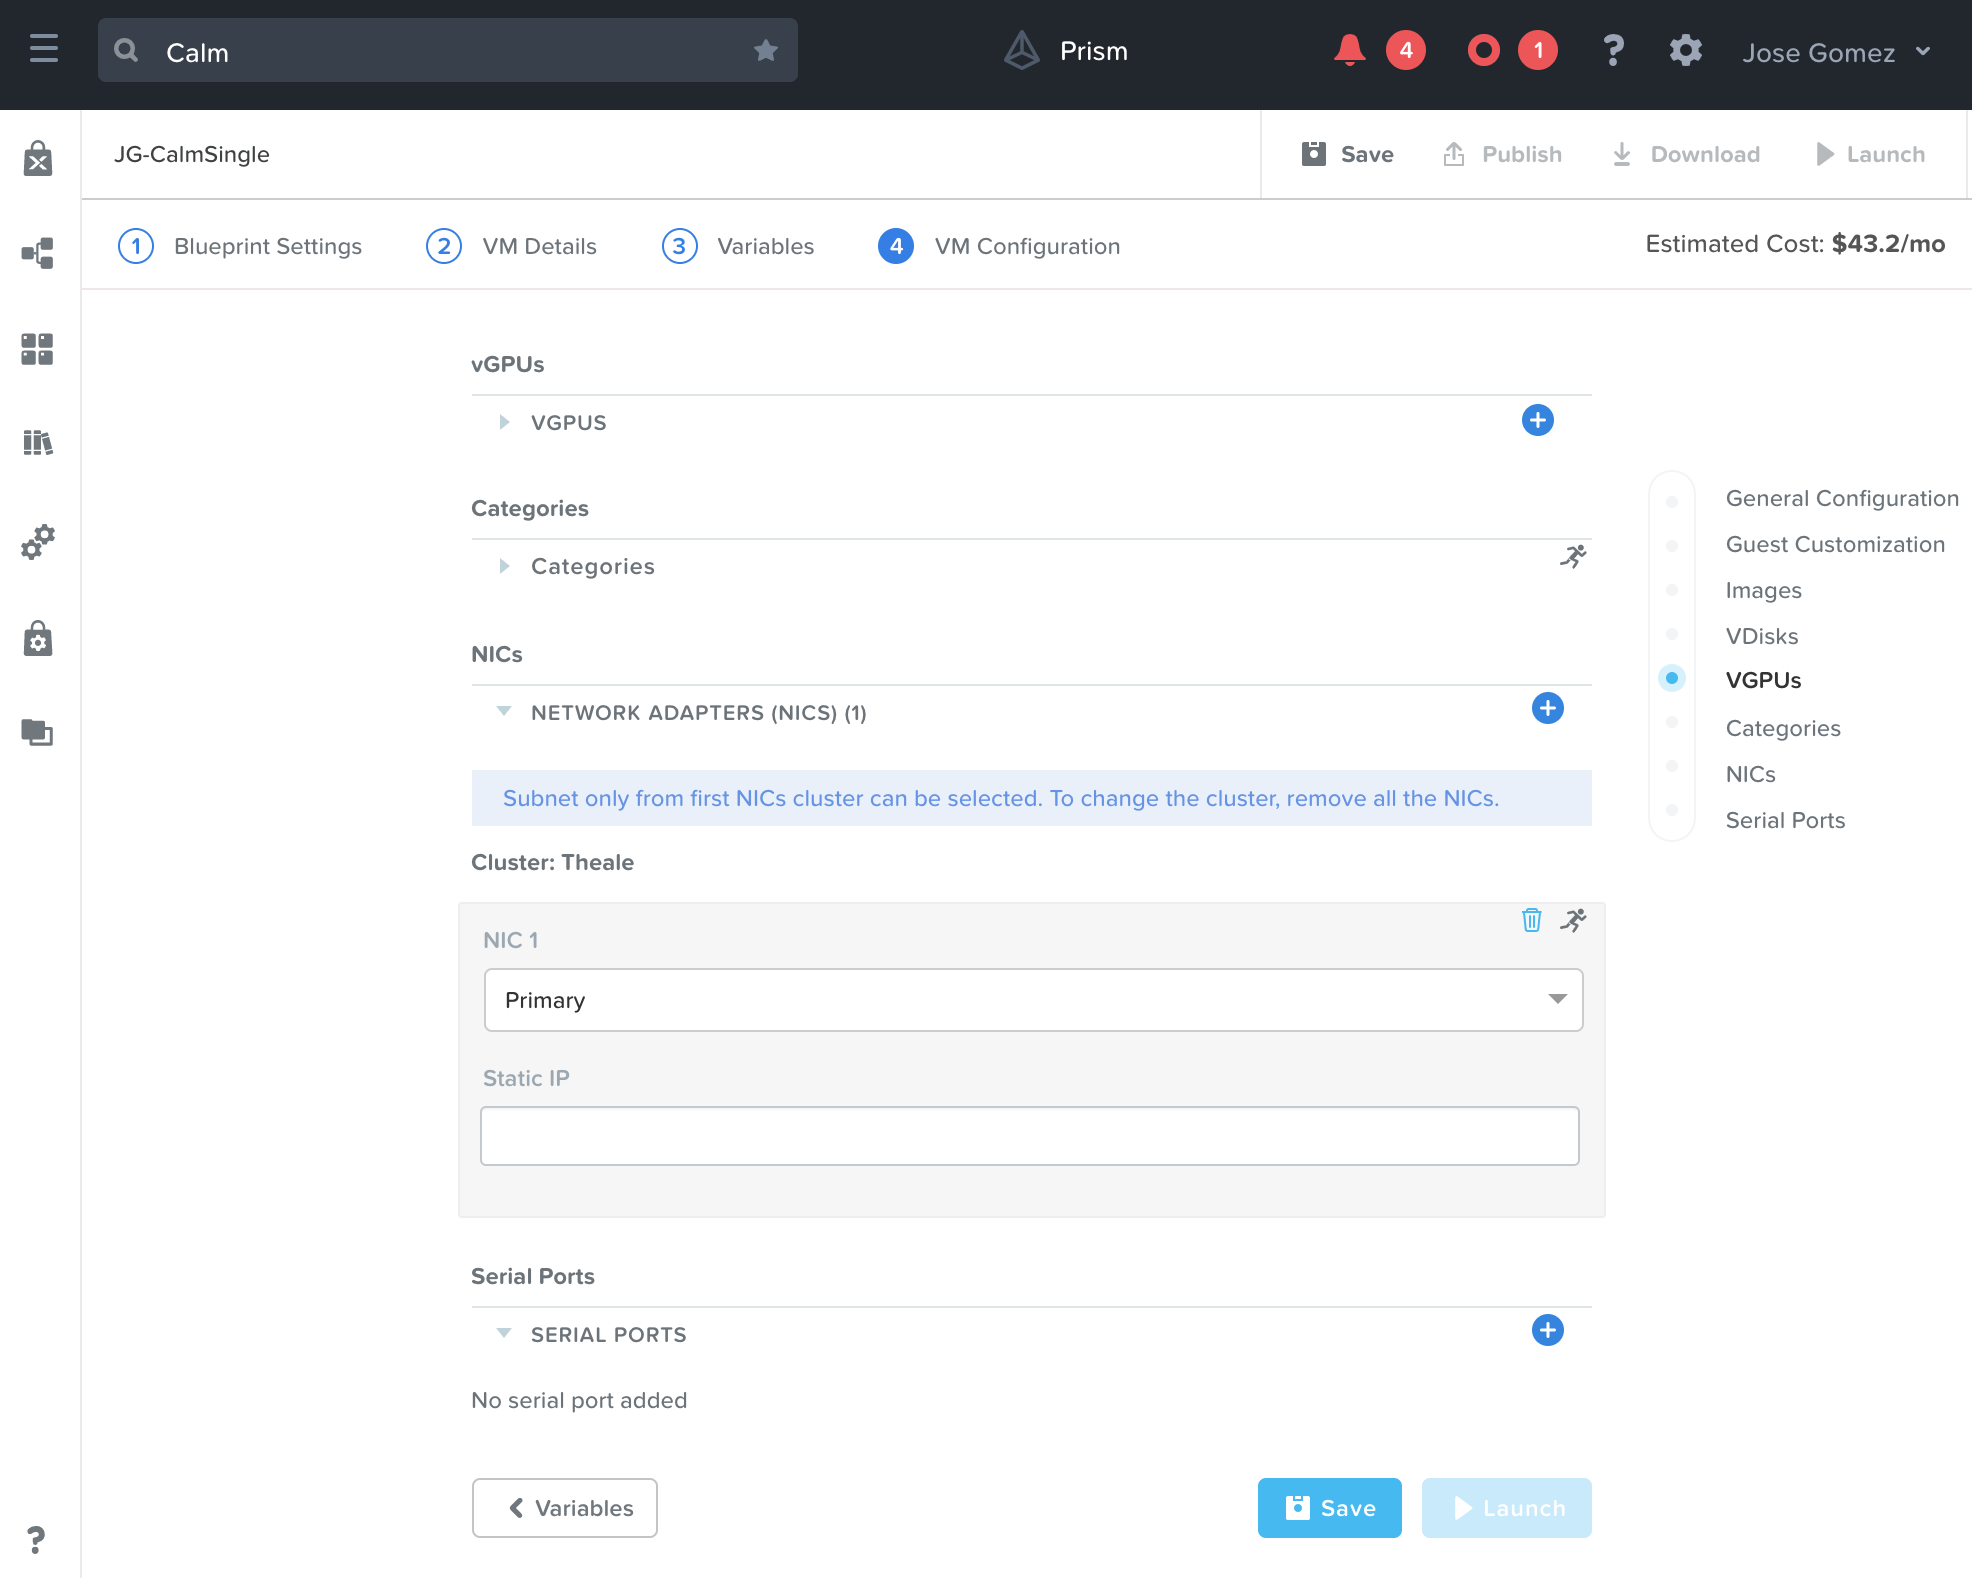 Calm
Prism
4
1
?
Jose Gomez
JG-CalmSingle
Save
Publish
Download
Launch
1 Blueprint Settings
2 VM Details
3 Variables
4 VM Configuration
Estimated Cost: $43.2/mo
vGPUs
VGPUS
Categories
Categories
NICs
NETWORK ADAPTERS (NICS) (1)
Subnet only from first NICs cluster can be selected. To change the cluster, remove all the NICs.
Cluster: Theale
NIC 1
Primary
Static IP
Serial Ports
SERIAL PORTS
No serial port added
Variables
Save
Launch
General Configuration
Guest Customization
Images
VDisks
VGPUs
Categories
NICs
Serial Ports
?